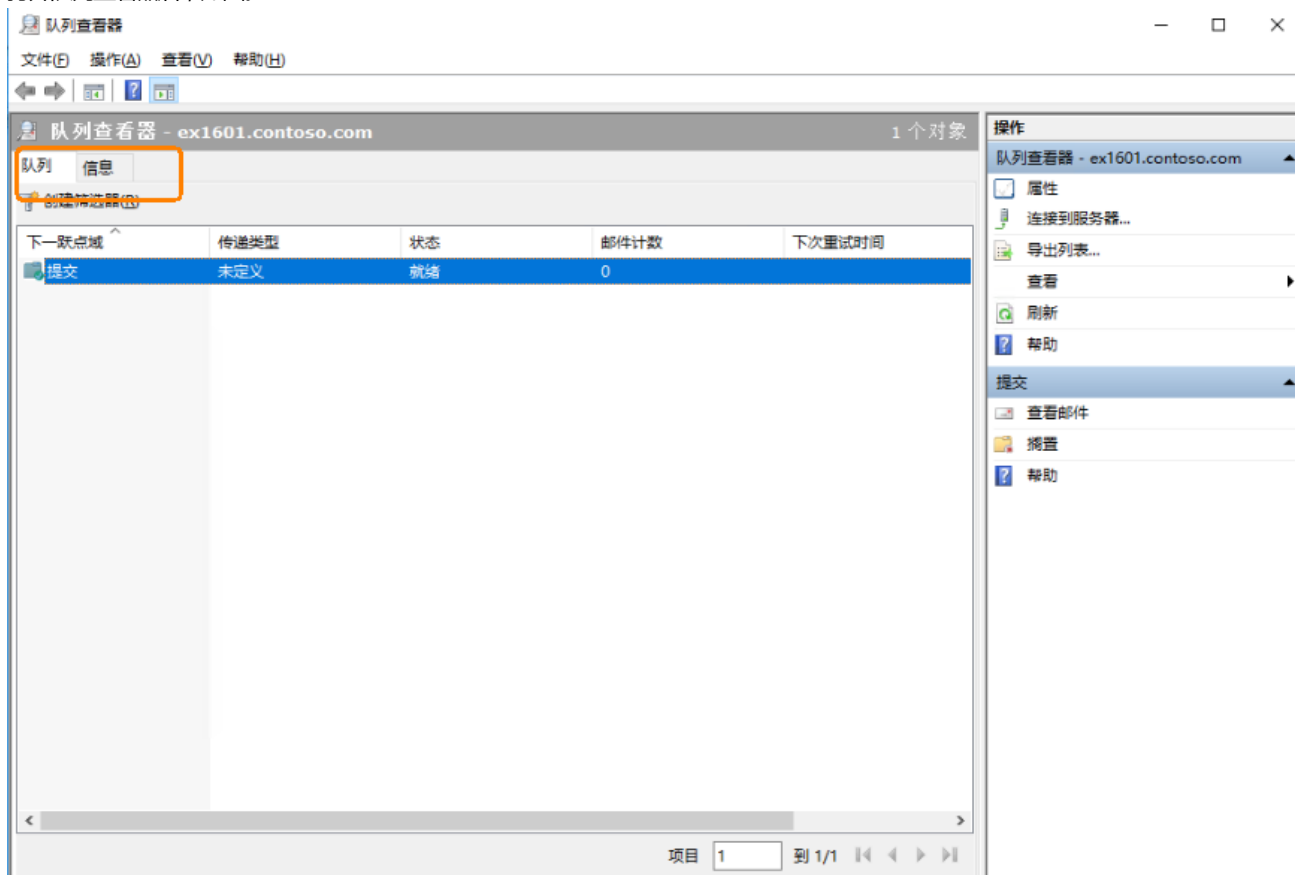 队列查看器
文件(F) 操作(A) 查看(V) 帮助(H)
队列查看器 - ex1601.contoso.com 1 个对象
队列 信息
创建筛选器(R)
下一跃点域 传递类型 状态 邮件计数 下次重试时间
提交 未定义 就绪 0
项目 1 到 1/1
操作
队列查看器 - ex1601.contoso.com
属性
连接到服务器...
导出列表...
查看
刷新
帮助
提交
查看邮件
搁置
帮助